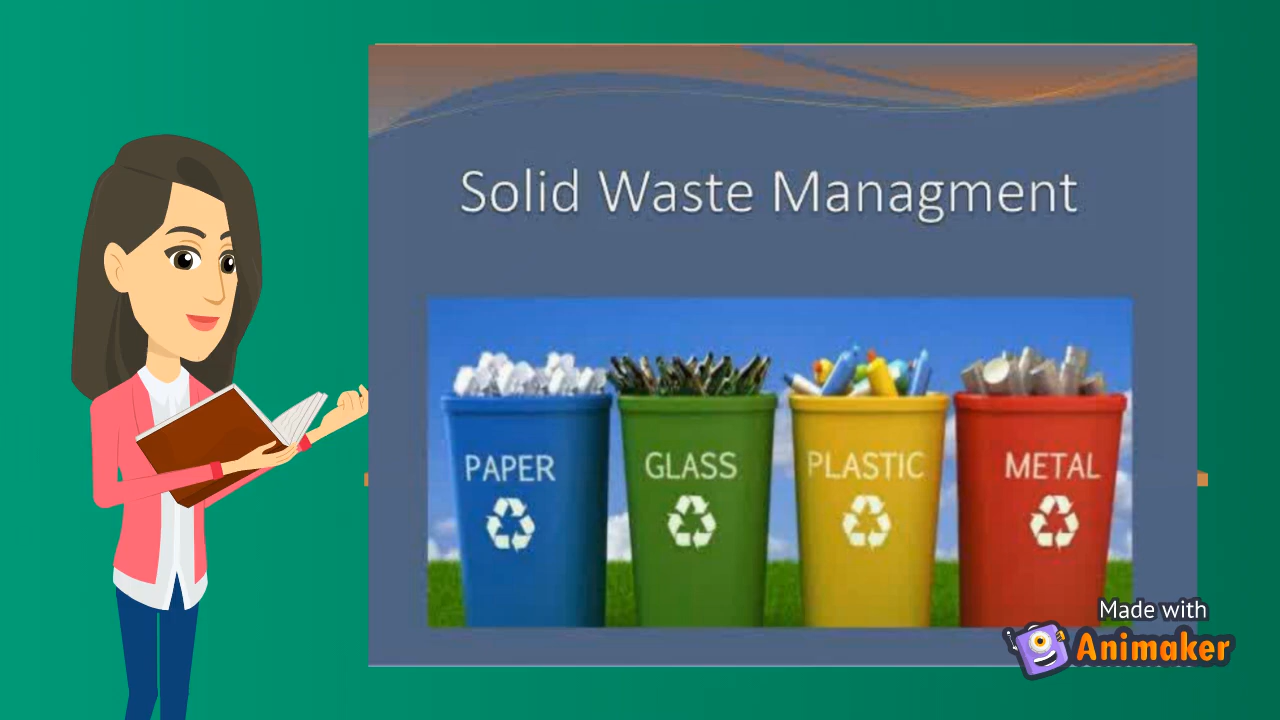 Solid Waste Managment
PAPER
GLASS
PLASTIC
METAL
Made with
Animaker